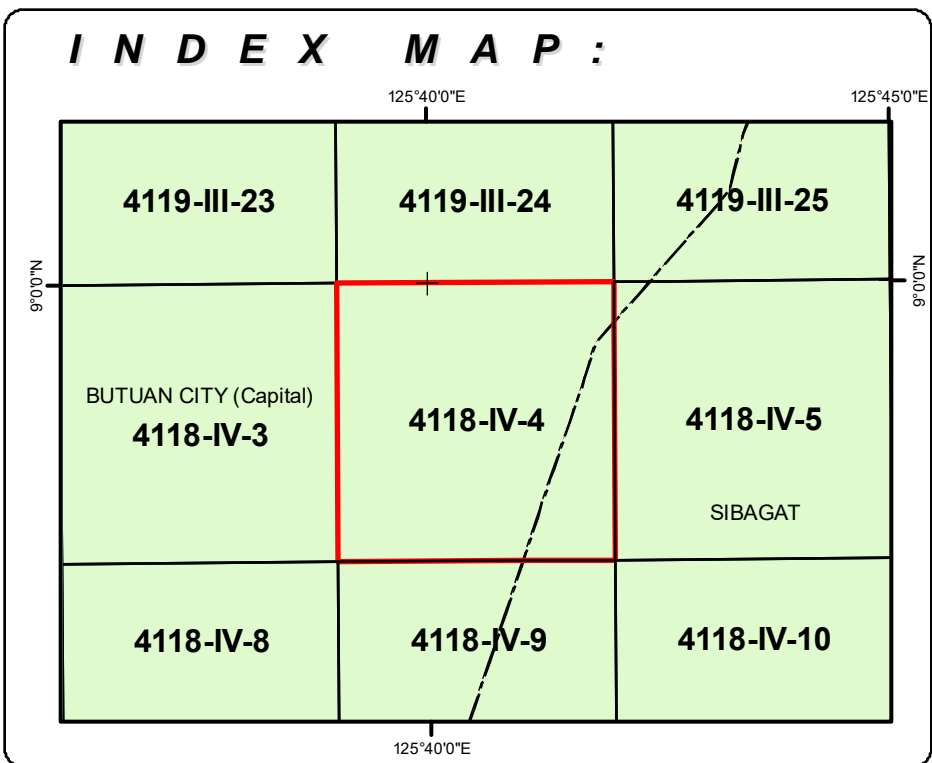 INDEX MAP:
125°40'0"E 125°45'0"E
4119-III-23 4119-III-24 4119-III-25
9°0'0"N 9°0'0"N
BUTUAN CITY (Capital)
4118-IV-3 4118-IV-4 4118-IV-5
SIBAGAT
4118-IV-8 4118-IV-9 4118-IV-10
125°40'0"E